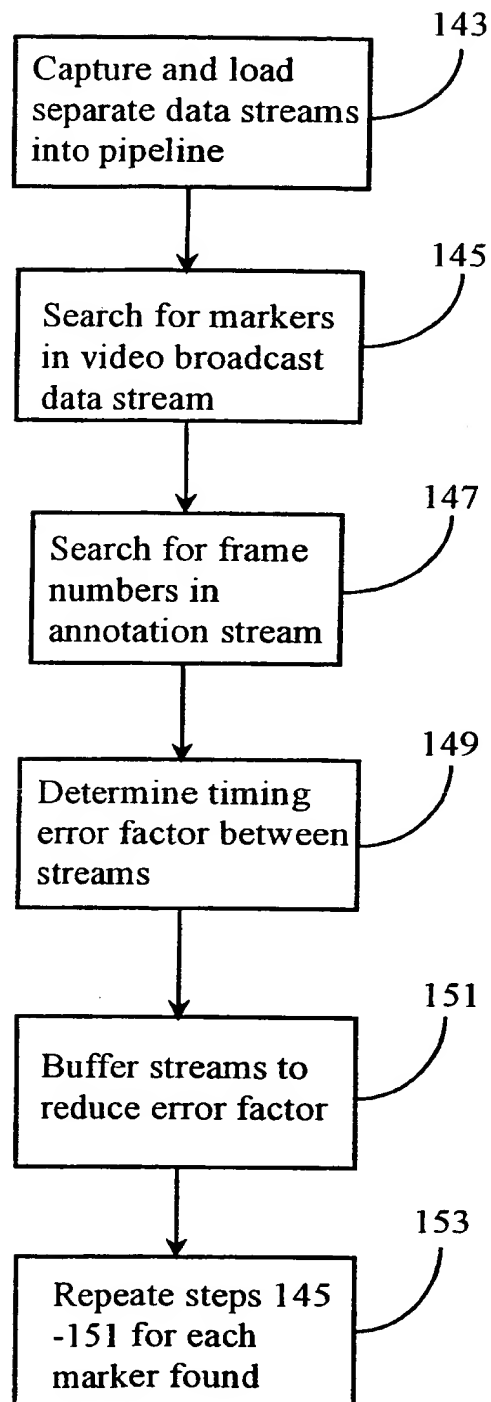 143
Capture and load
separate data streams
into pipeline
145
Search for markers
in video broadcast
data stream
147
Search for frame
numbers in
annotation stream
149
Determine timing
error factor between
streams
151
Buffer streams to
reduce error factor
153
Repeat steps 145
-151 for each
marker found